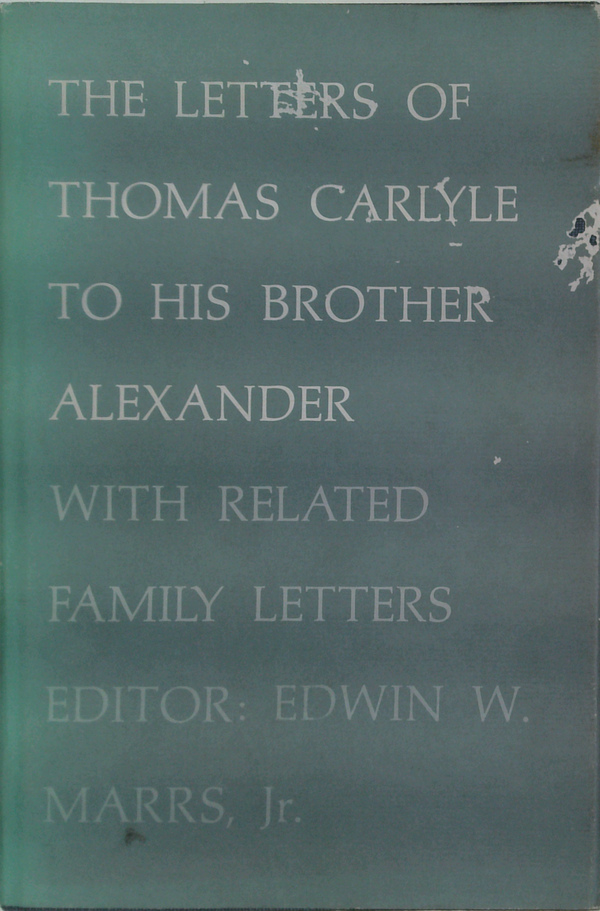 THE LETTERS OF
THOMAS CARLYLE
TO HIS BROTHER
ALEXANDER
WITH RELATED
FAMILY LETTERS
EDITOR: EDWIN W.
MARRS, Jr.